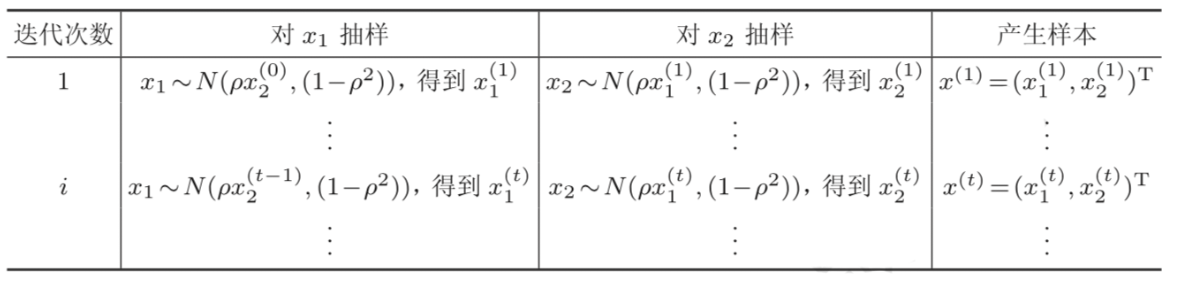 迭代次数 对 x₁ 抽样 对 x₂ 抽样 产生样本
1 x₁∼N(ρx₂⁽⁰⁾,(1−ρ²)), 得到 x₁⁽¹⁾ x₂∼N(ρx₁⁽¹⁾,(1−ρ²)), 得到 x₂⁽¹⁾ x⁽¹⁾=(x₁⁽¹⁾,x₂⁽¹⁾)ᵀ
⋮ ⋮ ⋮
i x₁∼N(ρx₂⁽ᵗ⁻¹⁾,(1−ρ²)), 得到 x₁⁽ᵗ⁾ x₂∼N(ρx₁⁽ᵗ⁾,(1−ρ²)), 得到 x₂⁽ᵗ⁾ x⁽ᵗ⁾=(x₁⁽ᵗ⁾,x₂⁽ᵗ⁾)ᵀ
⋮ ⋮ ⋮